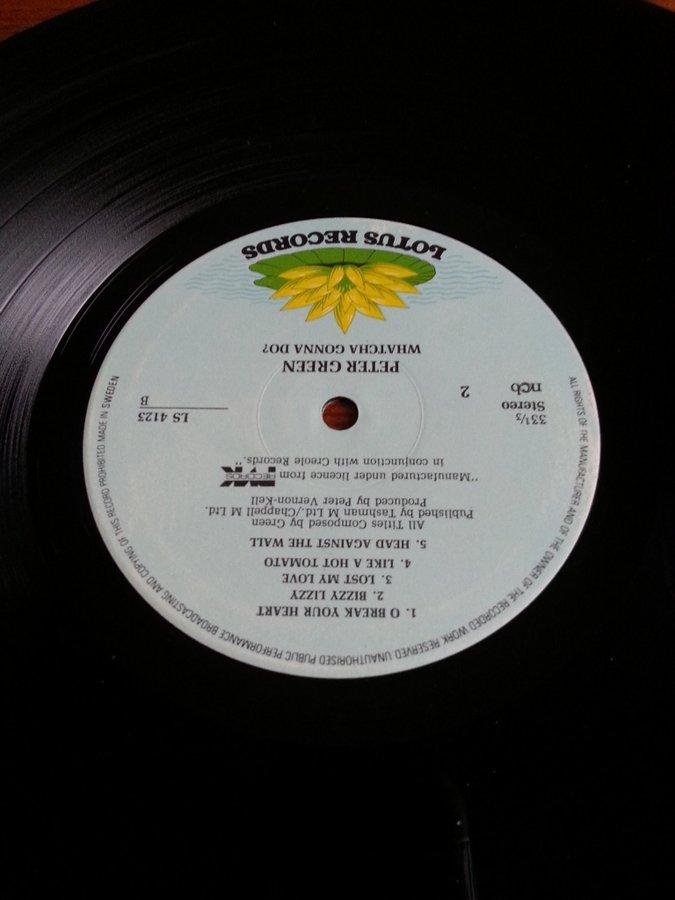 LOTUS RECORDS
WHATCHA GONNA DO?
PETER GREEN
33 1/3
Stereo
ncb
2
LS 4123
B
"Manufactured under licence from PVK RECORDS
in conjunction with Creole Records.".
Produced by Peter Vernon-Kell
Published by Tashman M Ltd./Chappell M Ltd.
All Titles Composed by Green
5. HEAD AGAINST THE WALL
4. LIKE A HOT TOMATO
3. LOST MY LOVE
2. BIZZY LIZZY
1. O BREAK YOUR HEART
ALL RIGHTS OF THE MANUFACTURER AND OF THE OWNER OF THE RECORDED WORK RESERVED. UNAUTHORISED PUBLIC PERFORMANCE BROADCASTING AND COPYING OF THIS RECORD PROHIBITED. MADE IN SWEDEN